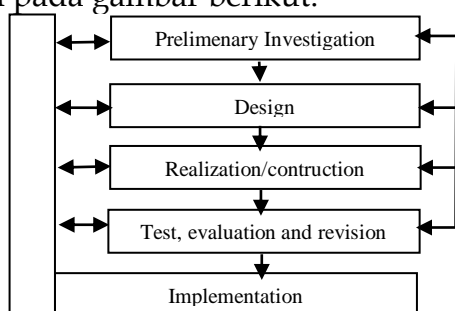 pada gambar berikut.
Prelimenary Investigation
Design
Realization/contruction
Test, evaluation and revision
Implementation